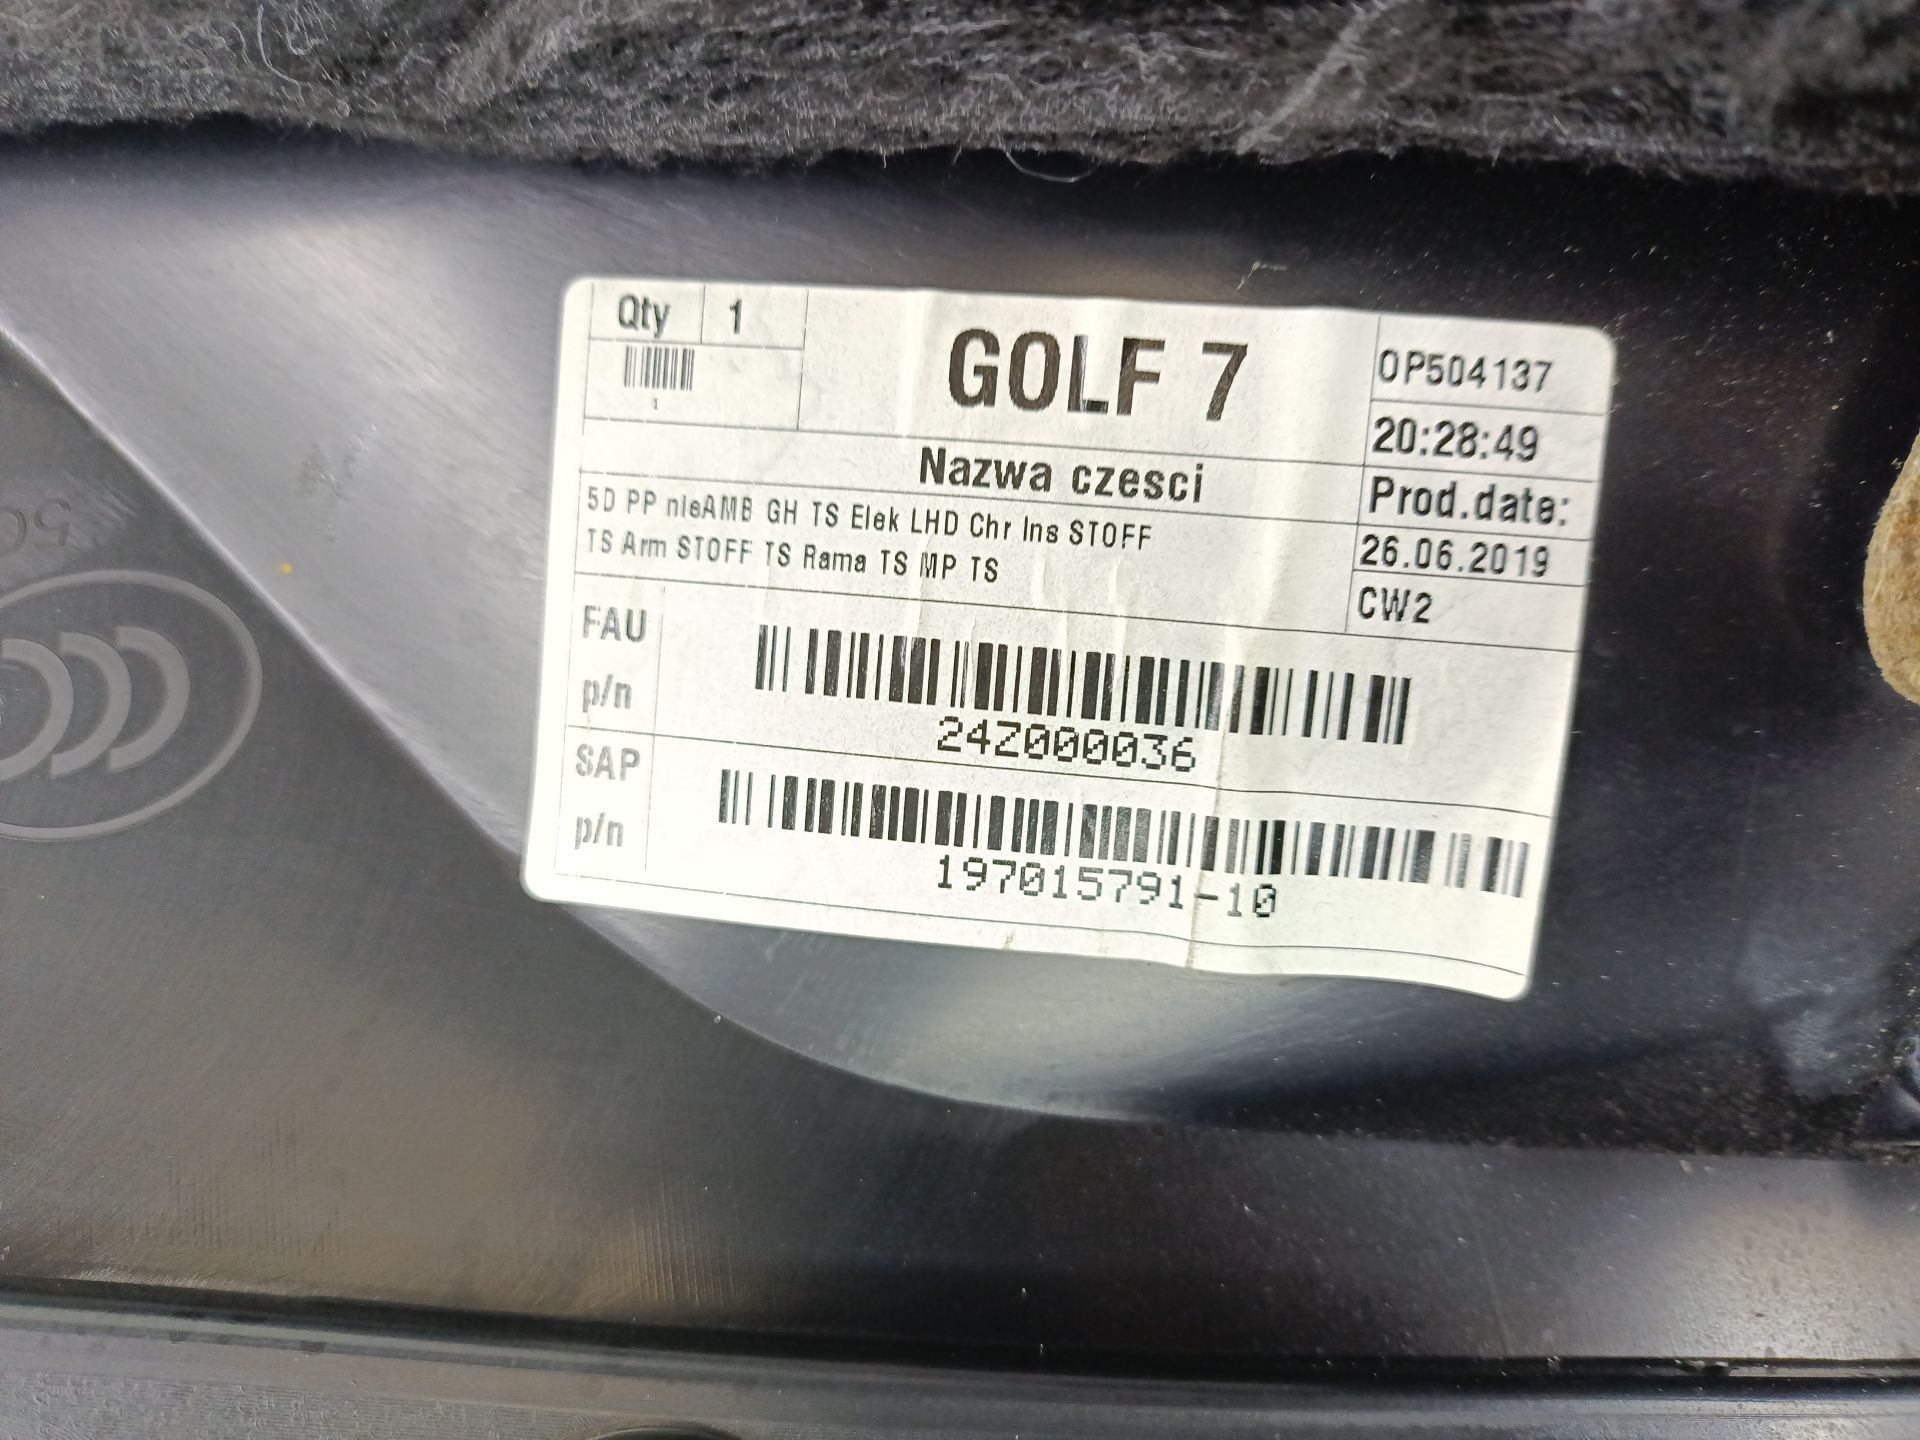 Qty 1
1
GOLF 7
OP504137
20:28:49
Nazwa czesci
Prod.date:
5D PP nieAMB GH TS Elek LHD Chr Ins STOFF
TS Arm STOFF TS Rama TS MP TS
26.06.2019
CW2
FAU
p/n
24Z000036
SAP
p/n
197015791-10